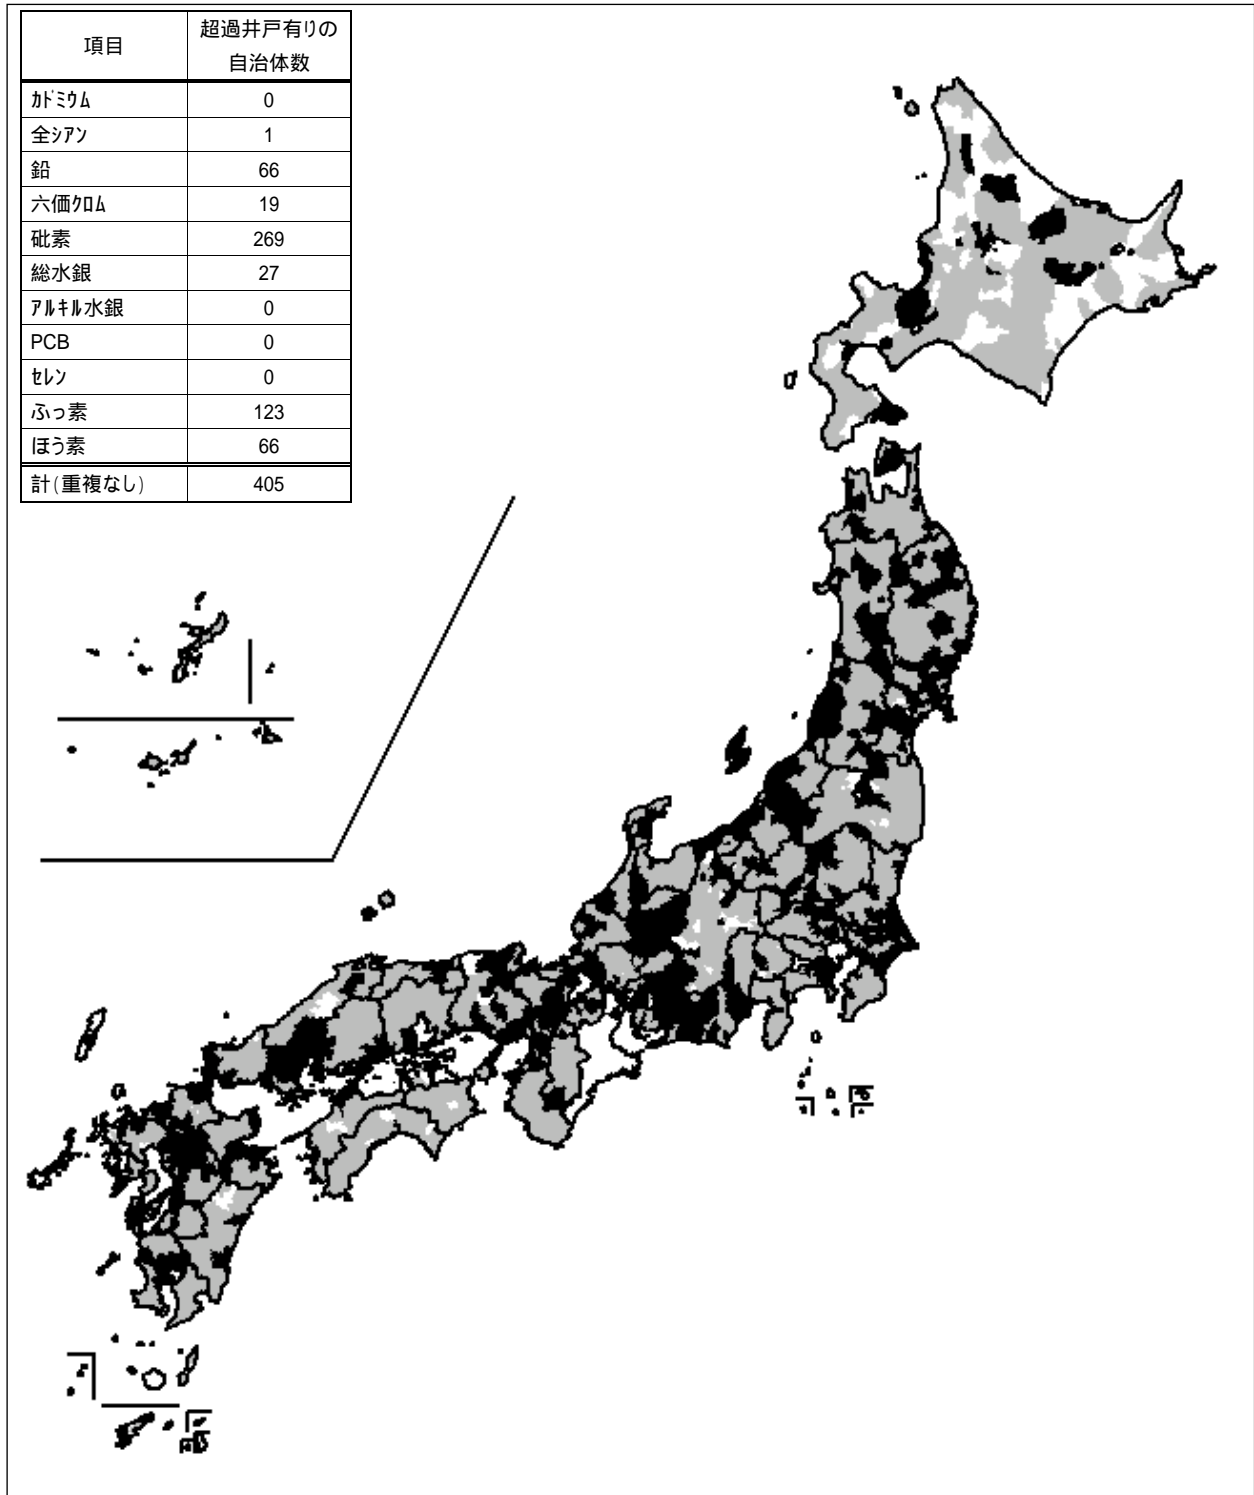 項目 超過井戸有りの
自治体数
ｶﾄﾞﾐｳﾑ 0
全ｼｱﾝ 1
鉛 66
六価ｸﾛﾑ 19
砒素 269
総水銀 27
ｱﾙｷﾙ水銀 0
PCB 0
ｾﾚﾝ 0
ふっ素 123
ほう素 66
計(重複なし) 405